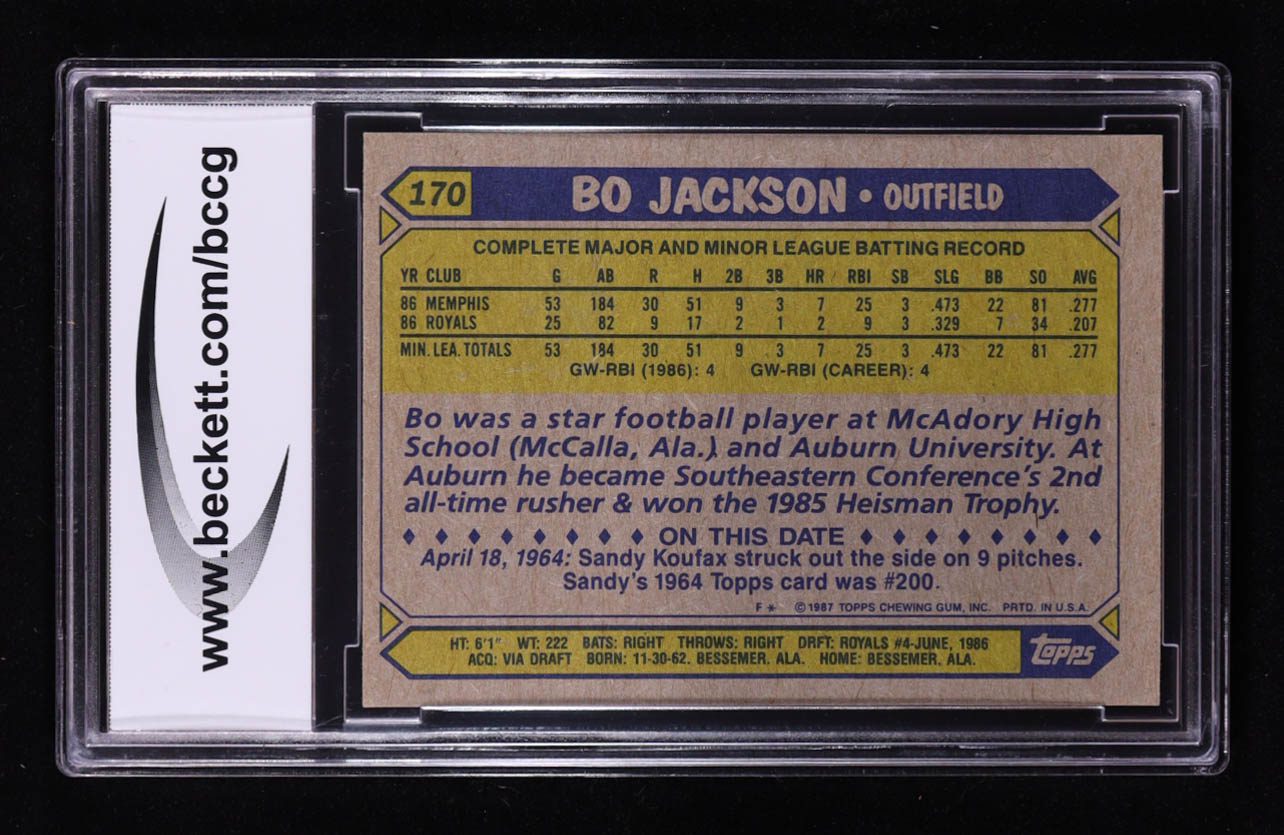 www.beckett.com/bccg
170
BO JACKSON • OUTFIELD
COMPLETE MAJOR AND MINOR LEAGUE BATTING RECORD
YR CLUB G AB R H 2B 3B HR RBI SB SLG BB SO AVG
86 MEMPHIS 53 184 30 51 9 3 7 25 3 .473 22 81 .277
86 ROYALS 25 82 9 17 2 1 2 9 3 .329 7 34 .207
MIN. LEA. TOTALS 53 184 30 51 9 3 7 25 3 .473 22 81 .277
GW-RBI (1986): 4 GW-RBI (CAREER): 4
Bo was a star football player at McAdory High
School (McCalla, Ala.) and Auburn University. At
Auburn he became Southeastern Conference's 2nd
all-time rusher & won the 1985 Heisman Trophy.
♦ ♦ ♦ ♦ ♦ ♦ ♦ ♦ ON THIS DATE ♦ ♦ ♦ ♦ ♦ ♦ ♦ ♦
April 18, 1964: Sandy Koufax struck out the side on 9 pitches.
Sandy's 1964 Topps card was #200.
F * © 1987 TOPPS CHEWING GUM, INC. PRTD. IN U.S.A.
HT: 6'1" WT: 222 BATS: RIGHT THROWS: RIGHT DRFT: ROYALS #4-JUNE, 1986
ACQ: VIA DRAFT BORN: 11-30-62, BESSEMER, ALA. HOME: BESSEMER, ALA.
Topps